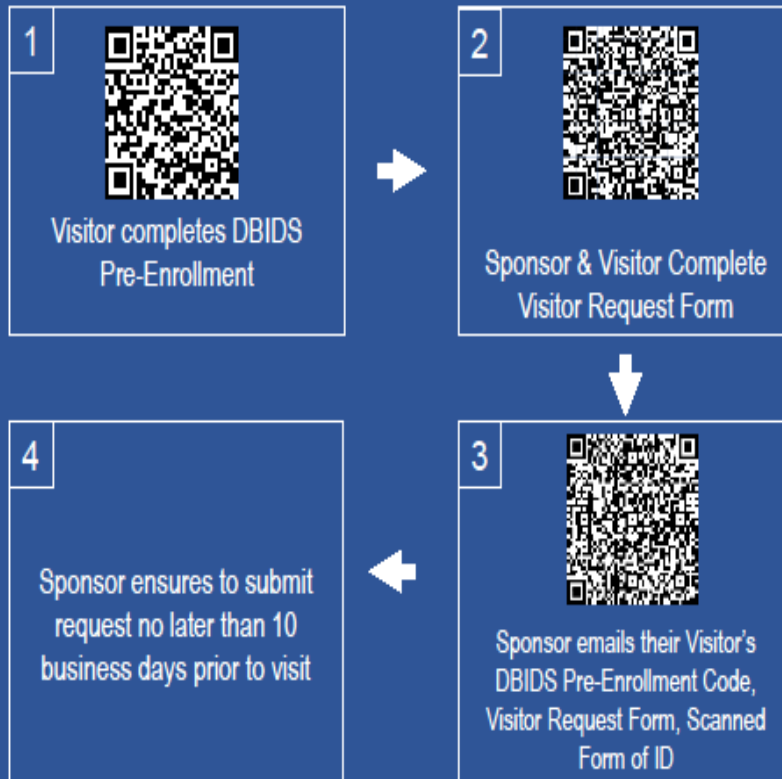 1
Visitor completes DBIDS
Pre-Enrollment
2
Sponsor & Visitor Complete
Visitor Request Form
3
Sponsor emails their Visitor's
DBIDS Pre-Enrollment Code,
Visitor Request Form, Scanned
Form of ID
4
Sponsor ensures to submit
request no later than 10
business days prior to visit